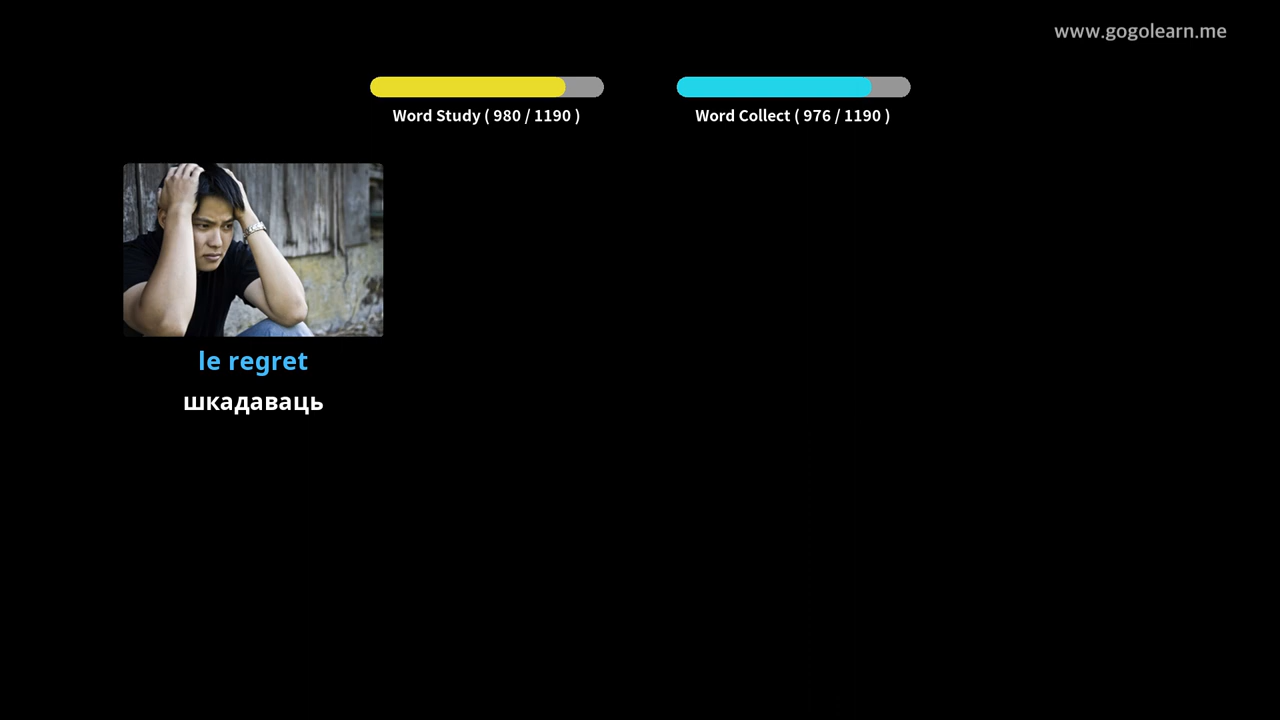 www.gogolearn.me
Word Study ( 980 / 1190 )
Word Collect ( 976 / 1190 )
le regret
шкадаваць